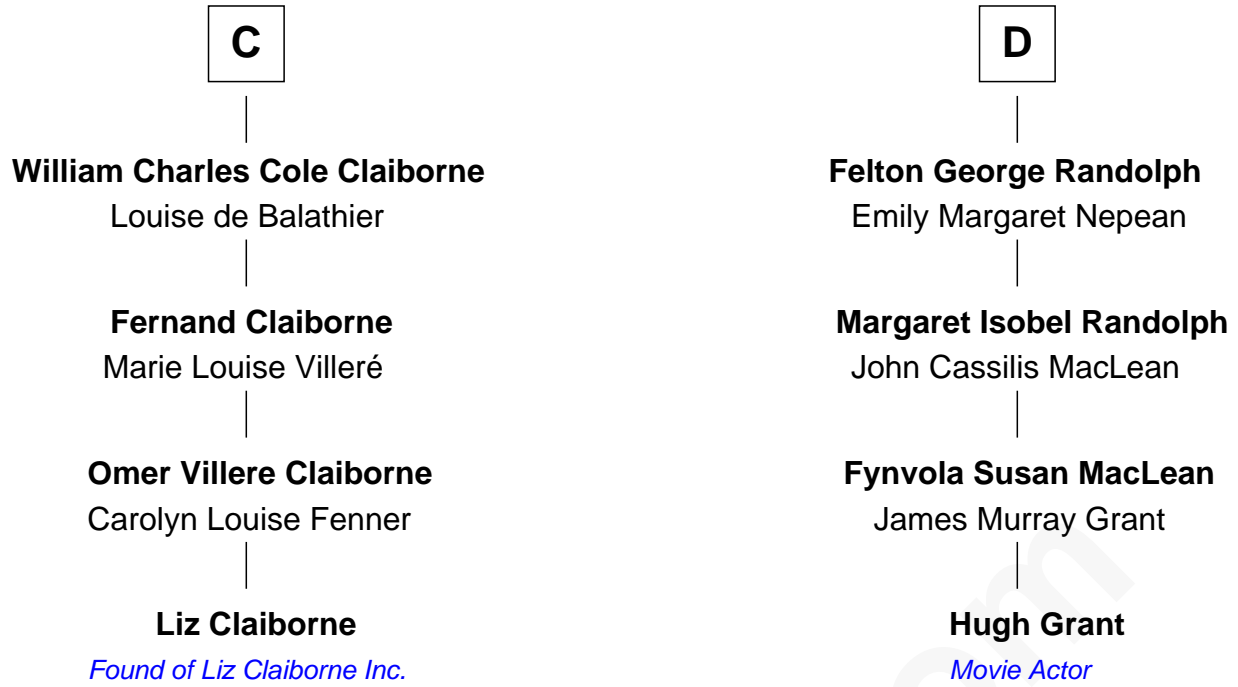 C
William Charles Cole Claiborne
Louise de Balathier
Fernand Claiborne
Marie Louise Villeré
Omer Villere Claiborne
Carolyn Louise Fenner
Liz Claiborne
Found of Liz Claiborne Inc.
D
Felton George Randolph
Emily Margaret Nepean
Margaret Isobel Randolph
John Cassilis MacLean
Fynvola Susan MacLean
James Murray Grant
Hugh Grant
Movie Actor